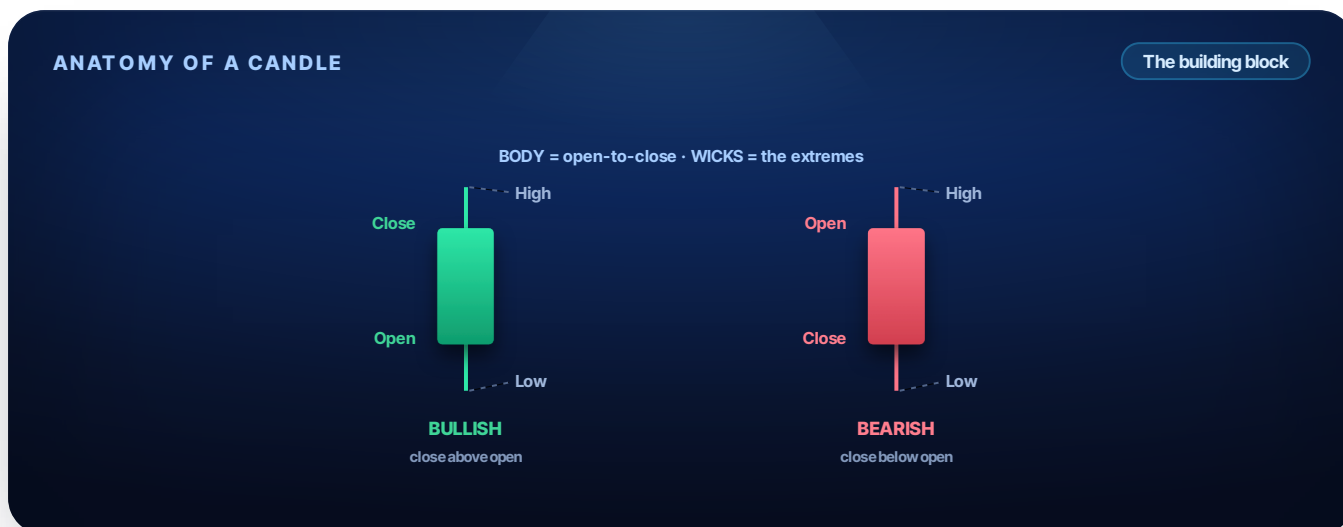 ANATOMY OF A CANDLE
The building block
BODY = open-to-close · WICKS = the extremes
High
High
Close
Open
Open
Close
Low
Low
BULLISH
BEARISH
close above open
close below open